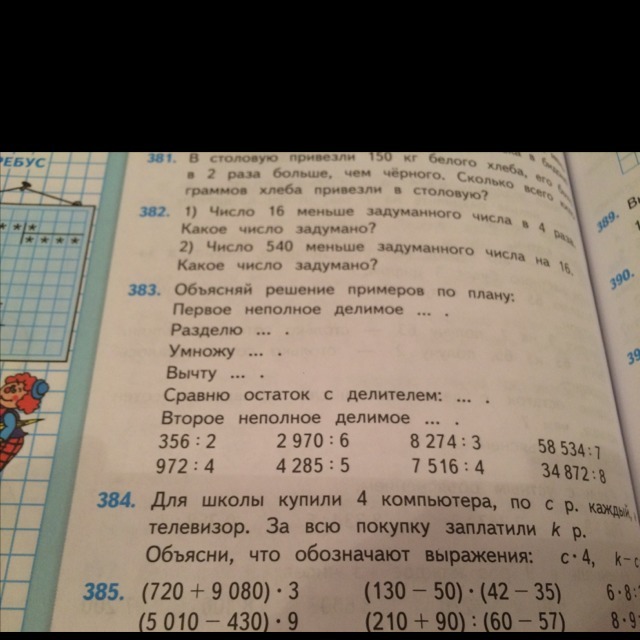 РЕБУС
381. В столовую привезли 150 кг белого хлеба, его
в 2 раза больше, чем чёрного. Сколько всего
граммов хлеба привезли в столовую?
382. 1) Число 16 меньше задуманного числа в 4 раза.
Какое число задумано?
2) Число 540 меньше задуманного числа на 16.
Какое число задумано?
383. Объясняй решение примеров по плану:
Первое неполное делимое ... .
Разделю ... .
Умножу ... .
Вычту ... .
Сравню остаток с делителем: ... .
Второе неполное делимое ... .
356 : 2 2 970 : 6 8 274 : 3 58 534 : 7
972 : 4 4 285 : 5 7 516 : 4 34 872 : 8
384. Для школы купили 4 компьютера, по c р. каждый,
телевизор. За всю покупку заплатили k р.
Объясни, что обозначают выражения: c · 4, k − c
385. (720 + 9 080) · 3 (130 − 50) · (42 − 35) 6 · 8 :
(5 010 − 430) · 9 (210 + 90) : (60 − 57) 8 · 9
389.
390.